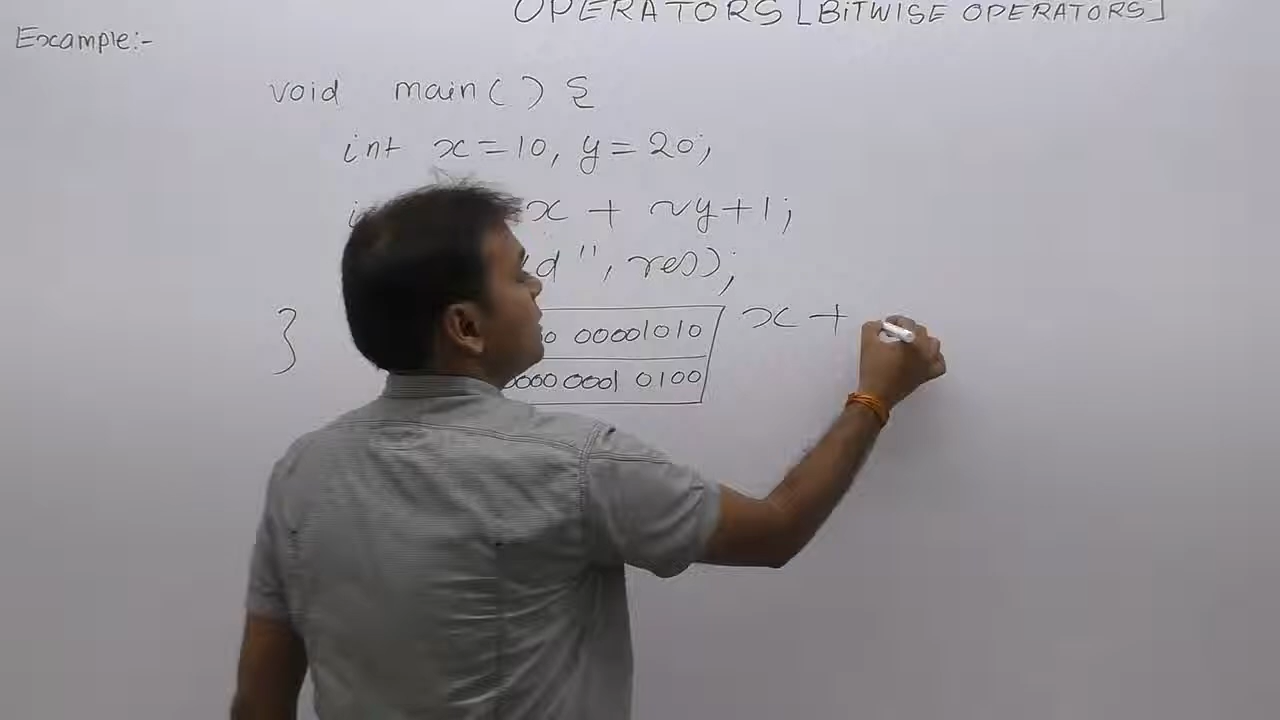 OPERATORS [BITWISE OPERATORS]
Example:-
void main() {
int x=10, y=20;
x + ~y+1;
d", res);
00001010 x +
}
0000 0001 0100